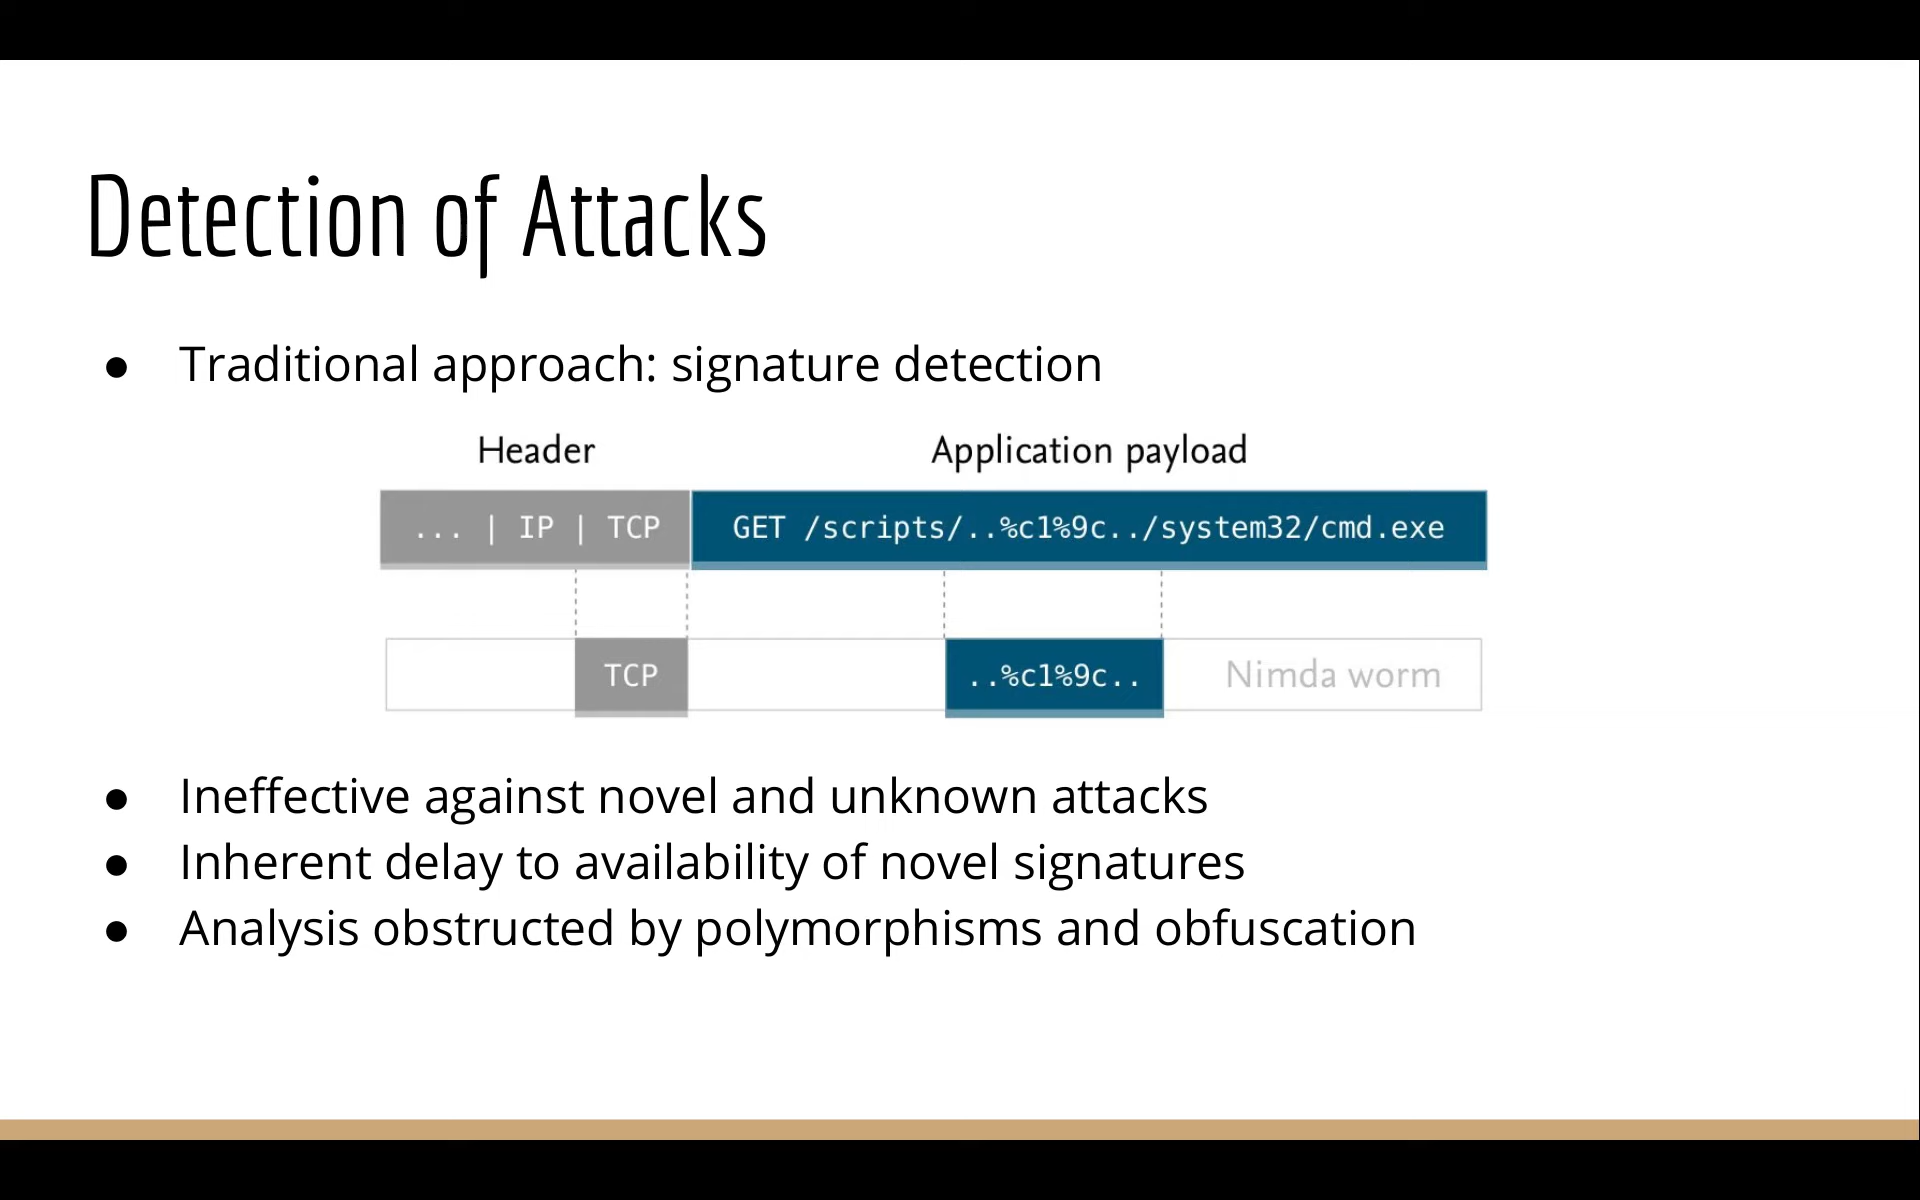 Detection of Attacks
● Traditional approach: signature detection
Header Application payload
... | IP | TCP GET /scripts/..%c1%9c../system32/cmd.exe
TCP ..%c1%9c.. Nimda worm
● Ineffective against novel and unknown attacks
● Inherent delay to availability of novel signatures
● Analysis obstructed by polymorphisms and obfuscation